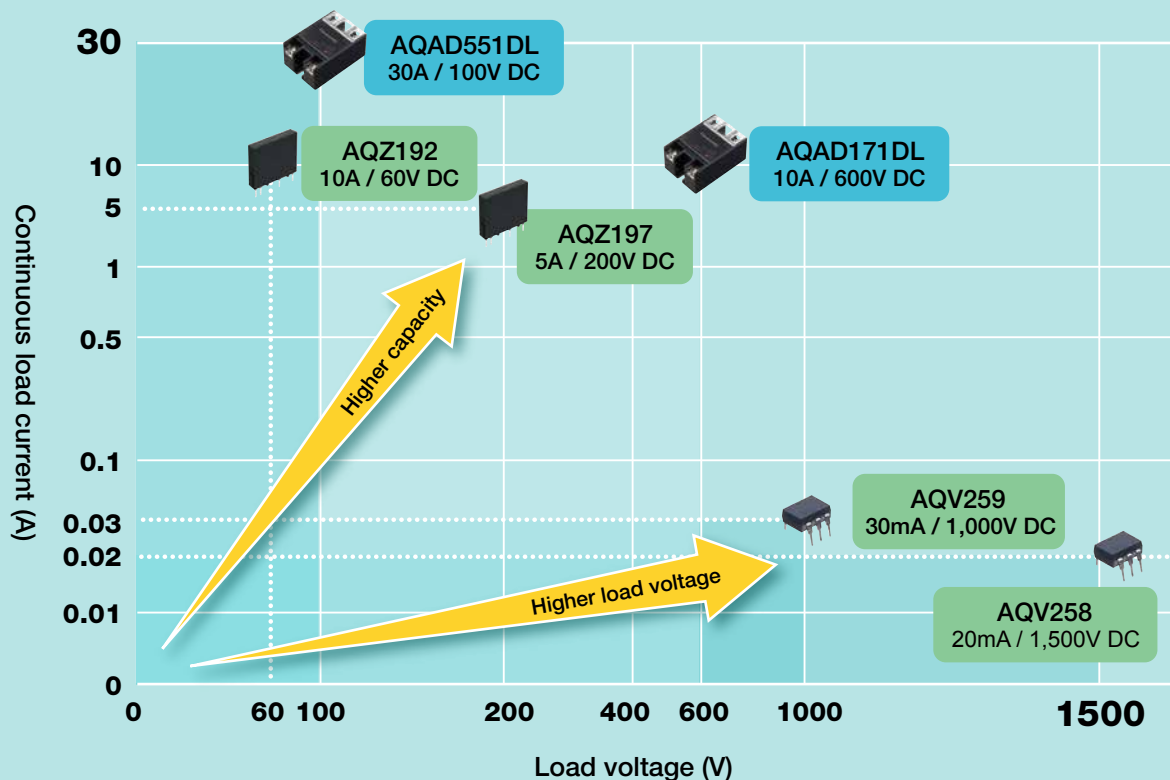 30
AQAD551DL
30A / 100V DC
AQZ192
10A / 60V DC
AQAD171DL
10A / 600V DC
10
5
AQZ197
5A / 200V DC
1
0.5
Higher capacity
Continuous load current (A)
0.1
AQV259
30mA / 1,000V DC
0.03
0.02
Higher load voltage
0.01
AQV258
20mA / 1,500V DC
0
0 60 100 200 400 600 1000 1500
Load voltage (V)